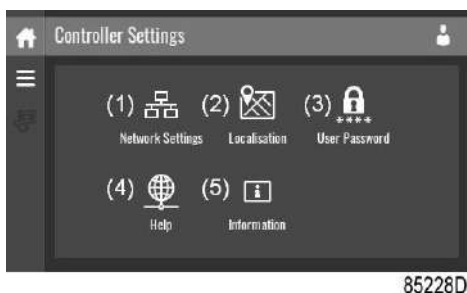 Controller Settings
(1) (2) (3)
****
Network Settings Localisation User Password
(4) (5) i
Help Information
85228D